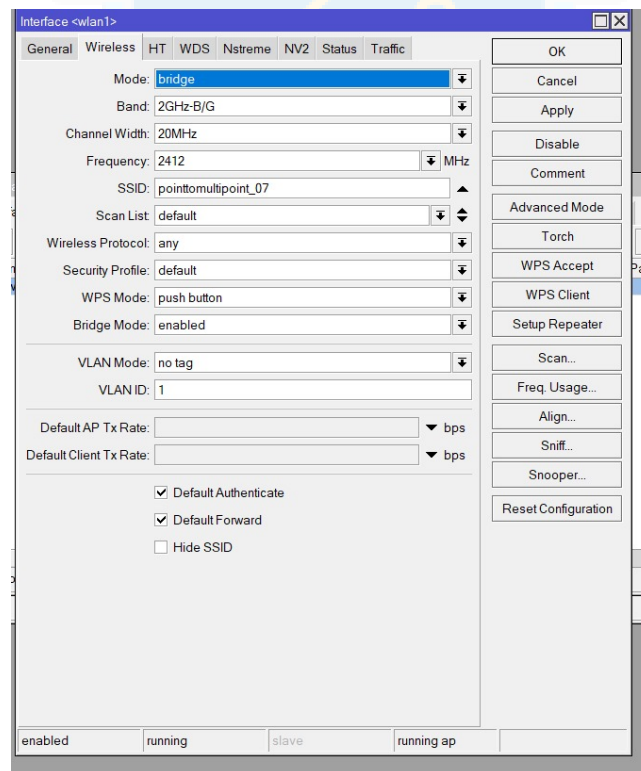 Interface <wlan1>
General Wireless HT WDS Nstreme NV2 Status Traffic
Mode: bridge
Band: 2GHz-B/G
Channel Width: 20MHz
Frequency: 2412 MHz
SSID: pointtomultipoint_07
Scan List: default
Wireless Protocol: any
Security Profile: default
WPS Mode: push button
Bridge Mode: enabled
VLAN Mode: no tag
VLAN ID: 1
Default AP Tx Rate: bps
Default Client Tx Rate: bps
Default Authenticate
Default Forward
Hide SSID
OK
Cancel
Apply
Disable
Comment
Advanced Mode
Torch
WPS Accept
WPS Client
Setup Repeater
Scan...
Freq. Usage...
Align...
Sniff...
Snooper...
Reset Configuration
enabled running slave running ap